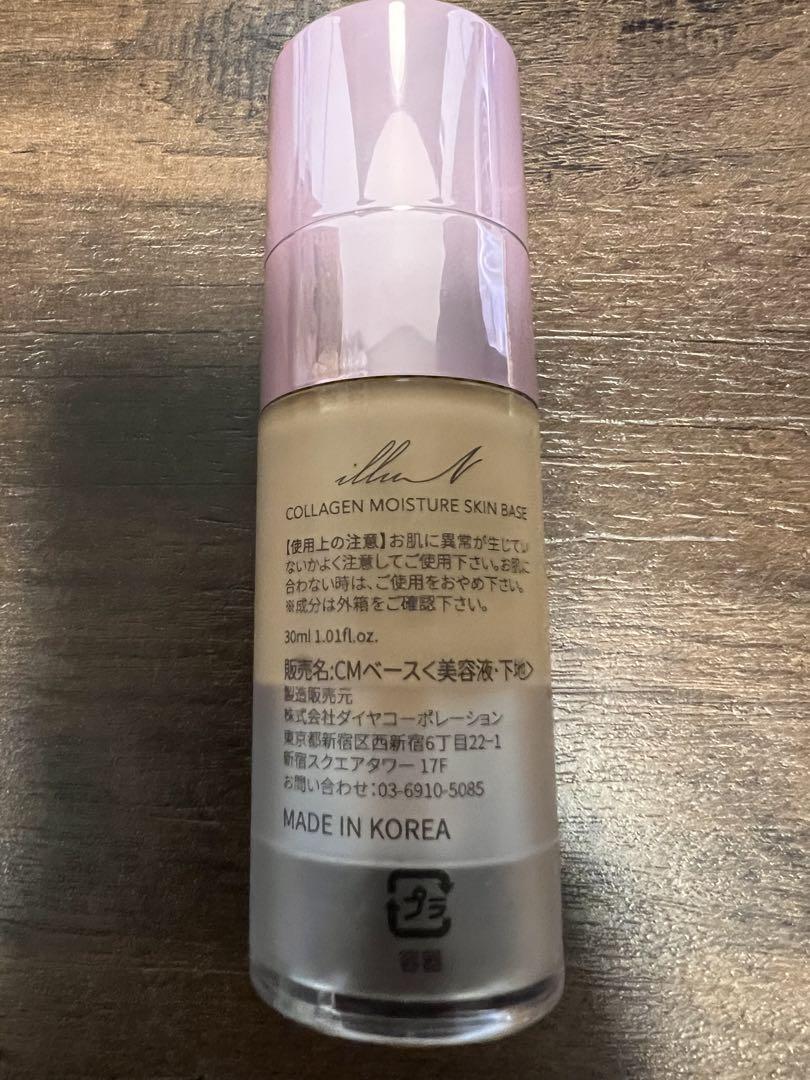 illuN
COLLAGEN MOISTURE SKIN BASE
【使用上の注意】お肌に異常が生じてい
ないかよく注意してご使用下さい。お肌に
合わない時は、ご使用をおやめ下さい。
※成分は外箱をご確認下さい。
30ml 1.01fl.oz.
販売名:CMベース<美容液・下地>
製造販売元
株式会社ダイヤコーポレーション
東京都新宿区西新宿6丁目22-1
新宿スクエアタワー 17F
お問い合わせ:03-6910-5085
MADE IN KOREA
プラ
容器